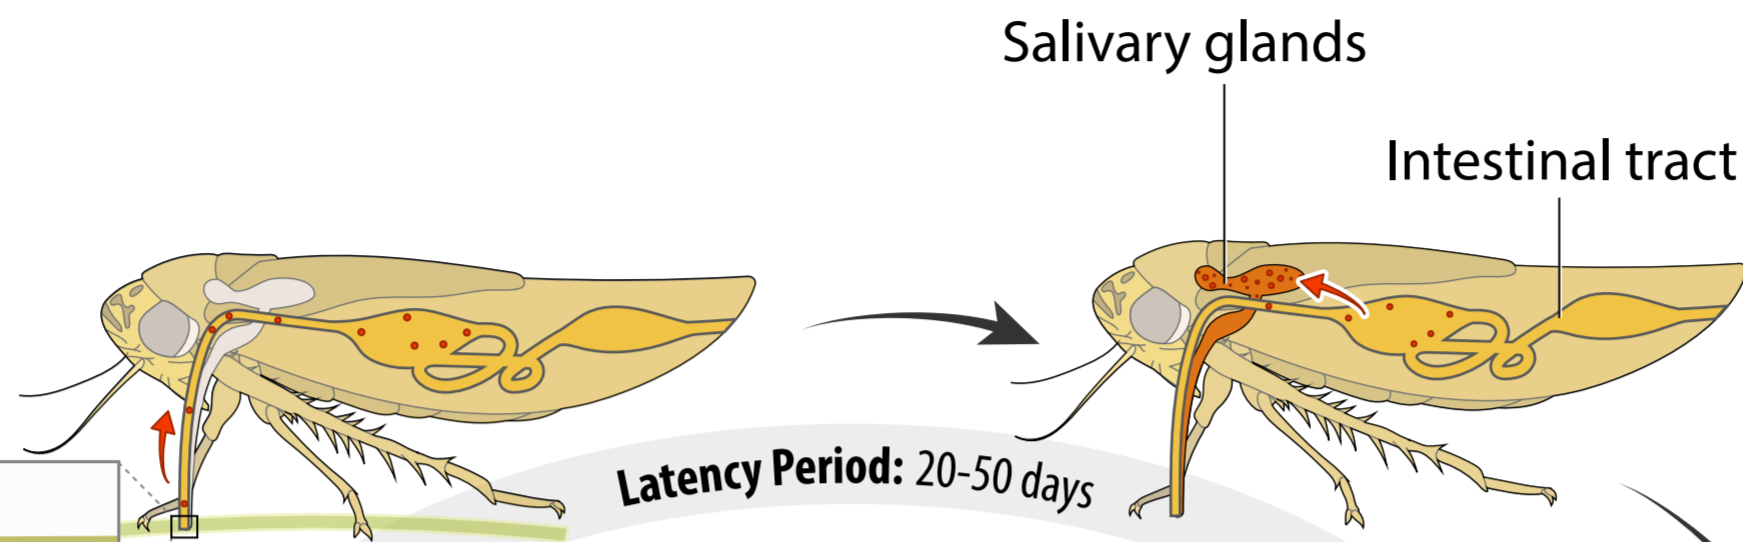 Salivary glands
Intestinal tract
Latency Period: 20-50 days